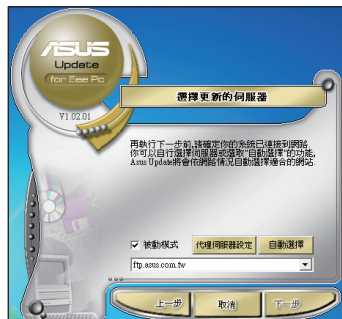 ASUS
Update
for Eee Pc
V1.02.01
選擇更新的伺服器
再執行下一步前,請確定你的系統已連接到網路.
你可以自行選擇伺服器或選取"自動選擇"的功能,
Asus Update將會依網路情況自動選擇適合的網站.
被動模式
代理伺服器設定
自動選擇
ftp.asus.com.tw
上一步
取消
下一步